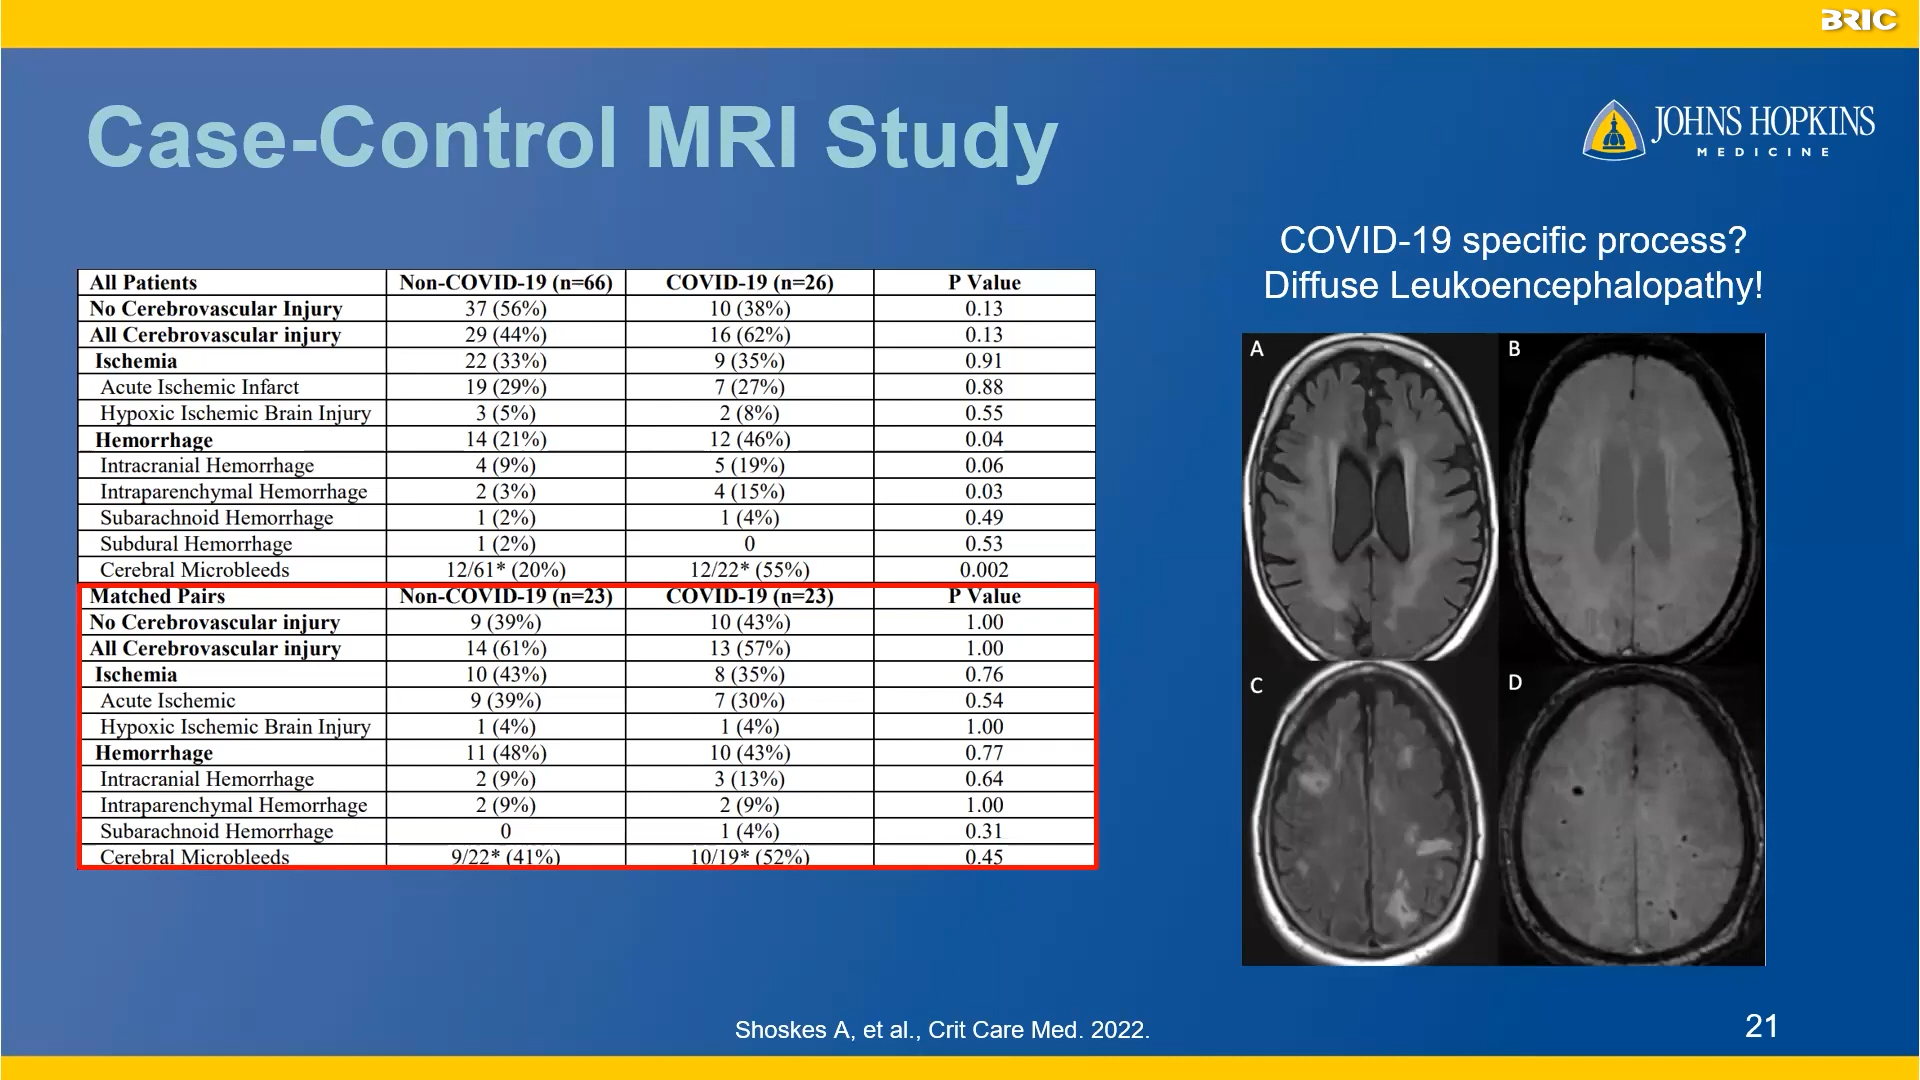 BRIC
Case-Control MRI Study
JOHNS HOPKINS
MEDICINE
All Patients Non-COVID-19 (n=66) COVID-19 (n=26) P Value
No Cerebrovascular Injury 37 (56%) 10 (38%) 0.13
All Cerebrovascular injury 29 (44%) 16 (62%) 0.13
Ischemia 22 (33%) 9 (35%) 0.91
Acute Ischemic Infarct 19 (29%) 7 (27%) 0.88
Hypoxic Ischemic Brain Injury 3 (5%) 2 (8%) 0.55
Hemorrhage 14 (21%) 12 (46%) 0.04
Intracranial Hemorrhage 4 (9%) 5 (19%) 0.06
Intraparenchymal Hemorrhage 2 (3%) 4 (15%) 0.03
Subarachnoid Hemorrhage 1 (2%) 1 (4%) 0.49
Subdural Hemorrhage 1 (2%) 0 0.53
Cerebral Microbleeds 12/61* (20%) 12/22* (55%) 0.002
Matched Pairs Non-COVID-19 (n=23) COVID-19 (n=23) P Value
No Cerebrovascular injury 9 (39%) 10 (43%) 1.00
All Cerebrovascular injury 14 (61%) 13 (57%) 1.00
Ischemia 10 (43%) 8 (35%) 0.76
Acute Ischemic 9 (39%) 7 (30%) 0.54
Hypoxic Ischemic Brain Injury 1 (4%) 1 (4%) 1.00
Hemorrhage 11 (48%) 10 (43%) 0.77
Intracranial Hemorrhage 2 (9%) 3 (13%) 0.64
Intraparenchymal Hemorrhage 2 (9%) 2 (9%) 1.00
Subarachnoid Hemorrhage 0 1 (4%) 0.31
Cerebral Microbleeds 9/22* (41%) 10/19* (52%) 0.45
COVID-19 specific process?
Diffuse Leukoencephalopathy!
A B
C D
Shoskes A, et al., Crit Care Med. 2022.
21